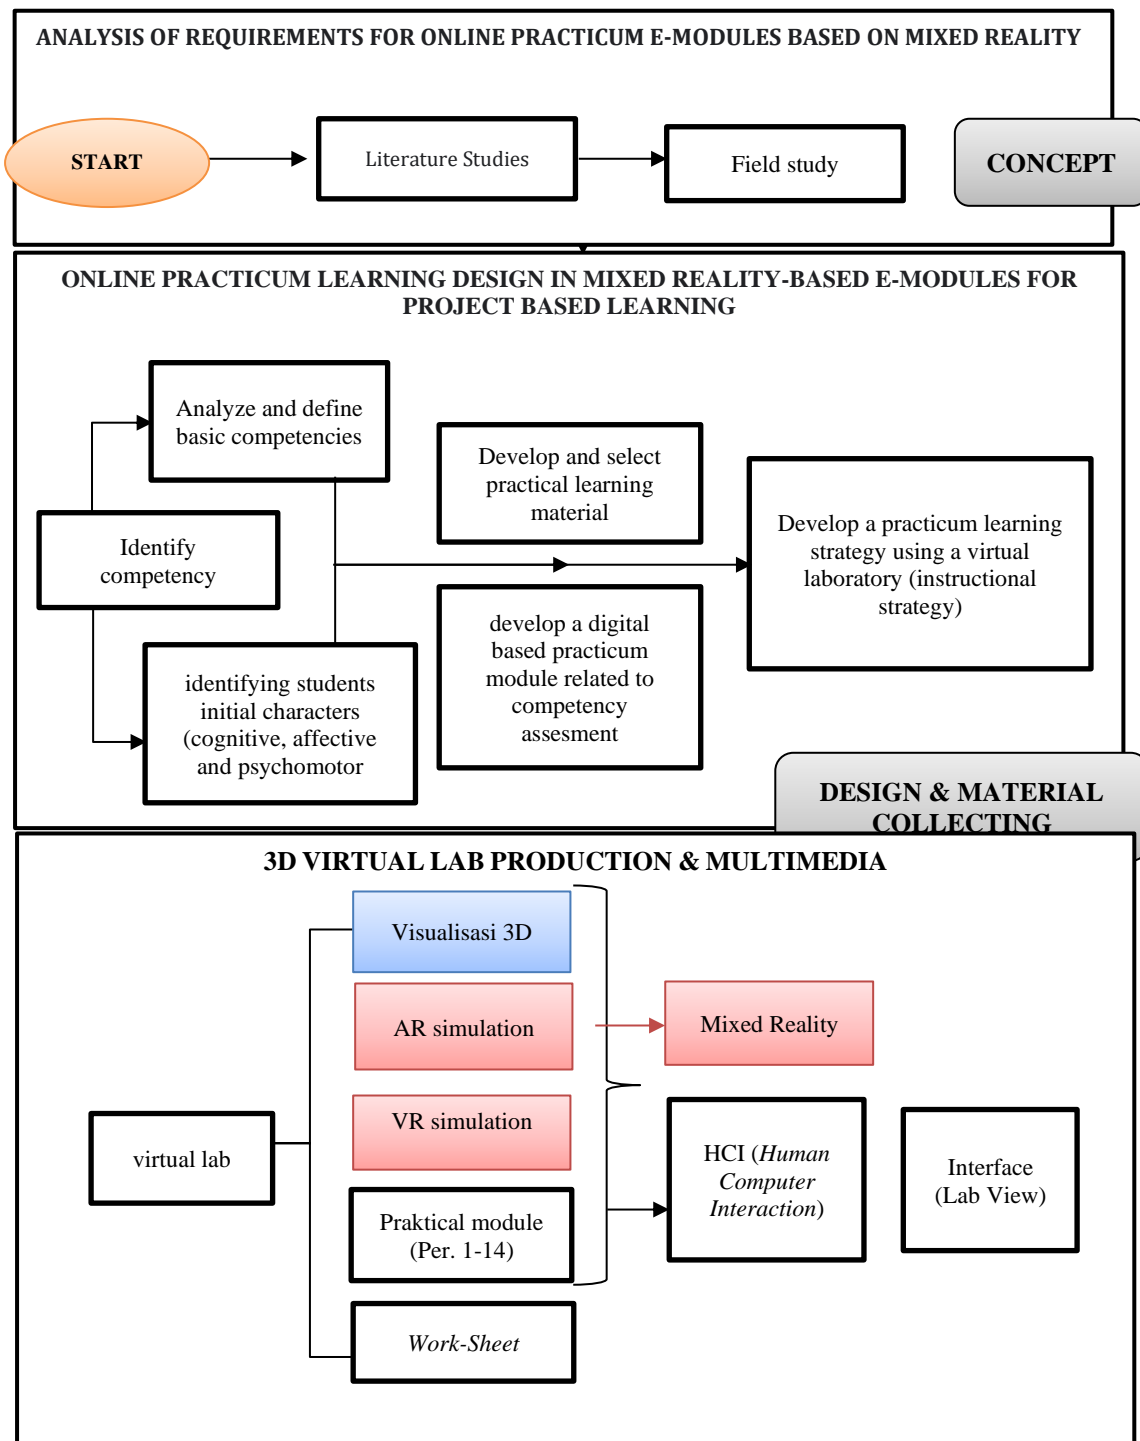 ANALYSIS OF REQUIREMENTS FOR ONLINE PRACTICUM E-MODULES BASED ON MIXED REALITY
START
Literature Studies
Field study
CONCEPT
ONLINE PRACTICUM LEARNING DESIGN IN MIXED REALITY-BASED E-MODULES FOR
PROJECT BASED LEARNING
Analyze and define
basic competencies
Identify
competency
identifying students
initial characters
(cognitive, affective
and psychomotor
Develop and select
practical learning
material
develop a digital
based practicum
module related to
competency
assesment
Develop a practicum learning
strategy using a virtual
laboratory (instructional
strategy)
DESIGN & MATERIAL
COLLECTING
3D VIRTUAL LAB PRODUCTION & MULTIMEDIA
virtual lab
Visualisasi 3D
AR simulation
VR simulation
Praktical module
(Per. 1-14)
Work-Sheet
Mixed Reality
HCI (Human
Computer
Interaction)
Interface
(Lab View)